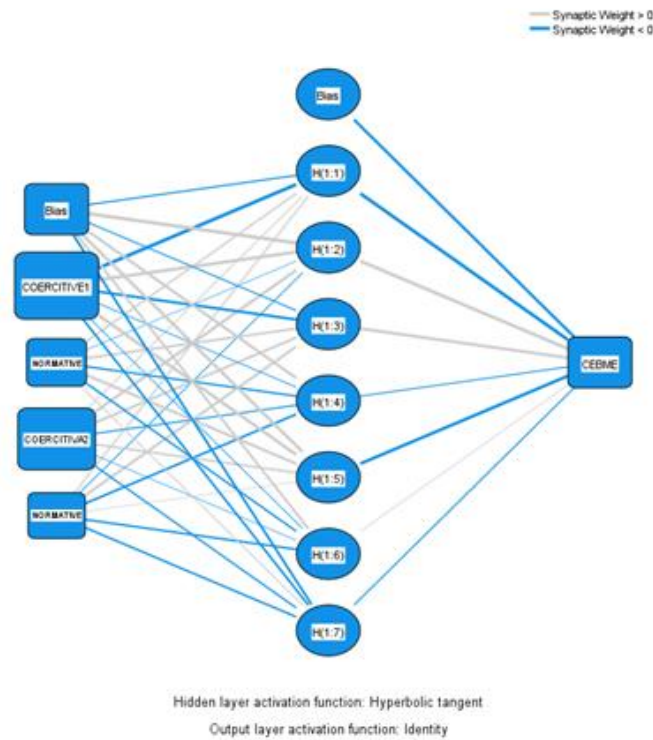 Synaptic Weight > 0
Synaptic Weight < 0
Bias
H(1:1)
Bias
H(1:2)
COERCITIVE1
H(1:3)
NORMATIVE
CEBME
H(1:4)
COERCITIVA2
H(1:5)
NORMATIVE
H(1:6)
H(1:7)
Hidden layer activation function: Hyperbolic tangent
Output layer activation function: Identity